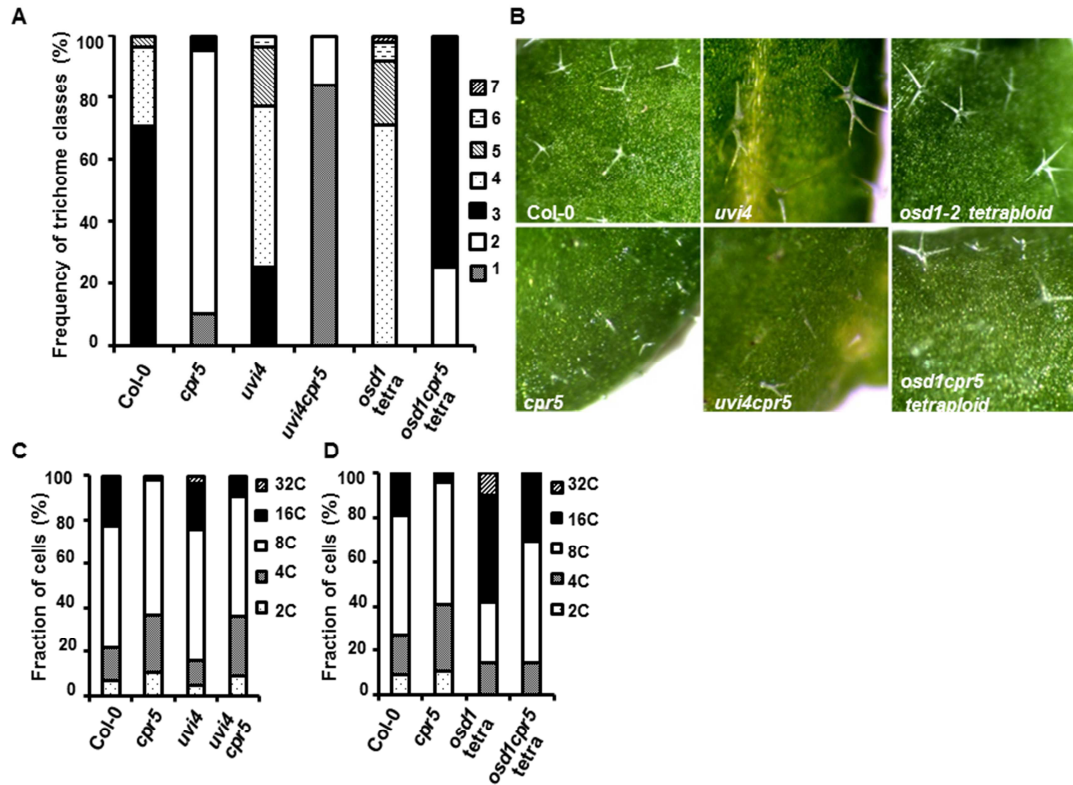 A
Frequency of trichome classes (%)
100
80
60
40
20
0
7
6
5
4
3
2
1
Col-0
cpr5
uvi4
uvi4cpr5
osd1
tetra
osd1cpr5
tetra
B
Col-0
uvi4
osd1-2 tetraploid
cpr5
uvi4cpr5
osd1cpr5
tetraploid
C
Fraction of cells (%)
100
80
60
40
20
0
32C
16C
8C
4C
2C
Col-0
cpr5
uvi4
uvi4
cpr5
D
Fraction of cells (%)
100
80
60
40
20
0
32C
16C
8C
4C
2C
Col-0
cpr5
osd1
tetra
osd1cpr5
tetra